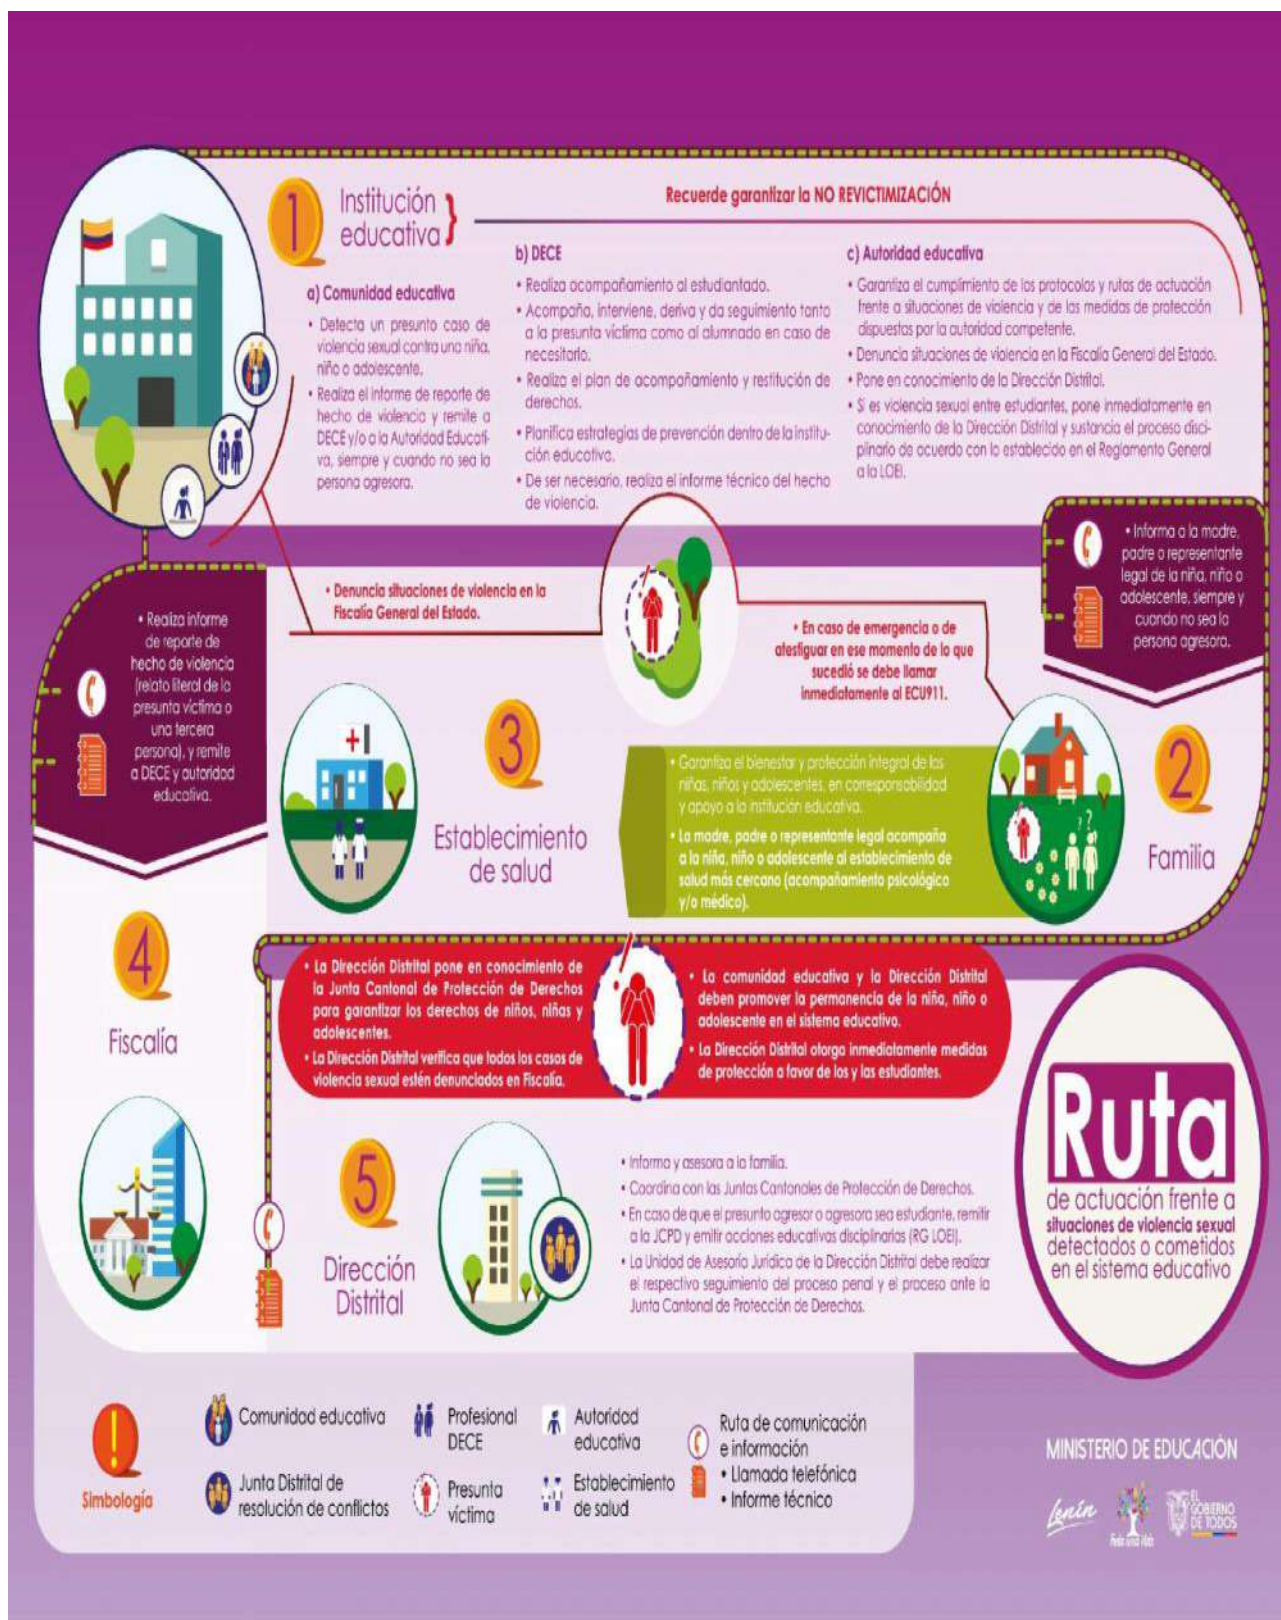 1
Institución
educativa
Recuerde garantizar la NO REVICTIMIZACIÓN
a) Comunidad educativa
• Detecta un presunto caso de
violencia sexual contra una niña,
niño o adolescente.
• Realiza el informe de reporte de
hecho de violencia y remite a
DECE y/o a la Autoridad Educati-
va, siempre y cuando no sea la
persona agresora.
b) DECE
• Realiza acompañamiento al estudiantado.
• Acompaña, interviene, deriva y da seguimiento tanto
a la presunta víctima como al alumnado en caso de
necesitarlo.
• Realiza el plan de acompañamiento y restitución de
derechos.
• Planifica estrategias de prevención dentro de la institu-
ción educativa.
• De ser necesario, realiza el informe técnico del hecho
de violencia.
c) Autoridad educativa
• Garantiza el cumplimiento de los protocolos y rutas de actuación
frente a situaciones de violencia y de las medidas de protección
dispuestas por la autoridad competente.
• Denuncia situaciones de violencia en la Fiscalía General del Estado.
• Pone en conocimiento de la Dirección Distrital.
• Si es violencia sexual entre estudiantes, pone inmediatamente en
conocimiento de la Dirección Distrital y sustancia el proceso disci-
plinario de acuerdo con lo establecido en el Reglamento General
a la LOEI.
• Informa a la madre,
padre o representante
legal de la niña, niño o
adolescente, siempre y
cuando no sea la
persona agresora.
• Denuncia situaciones de violencia en la
Fiscalía General del Estado.
• En caso de emergencia o de
atestiguar en ese momento de lo que
sucedió se debe llamar
inmediatamente al ECU911.
• Realiza informe
de reporte de
hecho de violencia
(relato literal de la
presunta víctima o
una tercera
persona), y remite
a DECE y autoridad
educativa.
2
Familia
• Garantiza el bienestar y protección integral de las
niñas, niños y adolescentes, en corresponsabilidad
y apoyo a la institución educativa.
• La madre, padre o representante legal acompaña
a la niña, niño o adolescente al establecimiento de
salud más cercano (acompañamiento psicológico
y/o médico).
? ?
3
Establecimiento
de salud
4
Fiscalía
• La Dirección Distrital pone en conocimiento de
la Junta Cantonal de Protección de Derechos
para garantizar los derechos de niños, niñas y
adolescentes.
• La Dirección Distrital verifica que todos los casos de
violencia sexual estén denunciados en Fiscalía.
• La comunidad educativa y la Dirección Distrital
deben promover la permanencia de la niña, niño o
adolescente en el sistema educativo.
• La Dirección Distrital otorga inmediatamente medidas
de protección a favor de los y las estudiantes.
5
Dirección
Distrital
• Informa y asesora a la familia.
• Coordina con las Juntas Cantonales de Protección de Derechos.
• En caso de que el presunto agresor o agresora sea estudiante, remitir
a la JCPD y emitir acciones educativas disciplinarias (RG LOEI).
• La Unidad de Asesoría Jurídica de la Dirección Distrital debe realizar
el respectivo seguimiento del proceso penal y el proceso ante la
Junta Cantonal de Protección de Derechos.
Ruta
de actuación frente a
situaciones de violencia sexual
detectados o cometidos
en el sistema educativo
!
Simbología
Comunidad educativa
Junta Distrital de
resolución de conflictos
Profesional
DECE
Presunta
víctima
Autoridad
educativa
Establecimiento
de salud
Ruta de comunicación
e información
• Llamada telefónica
• Informe técnico
MINISTERIO DE EDUCACIÓN
Lenín
Toda una Vida
EL
GOBIERNO
DE TODOS